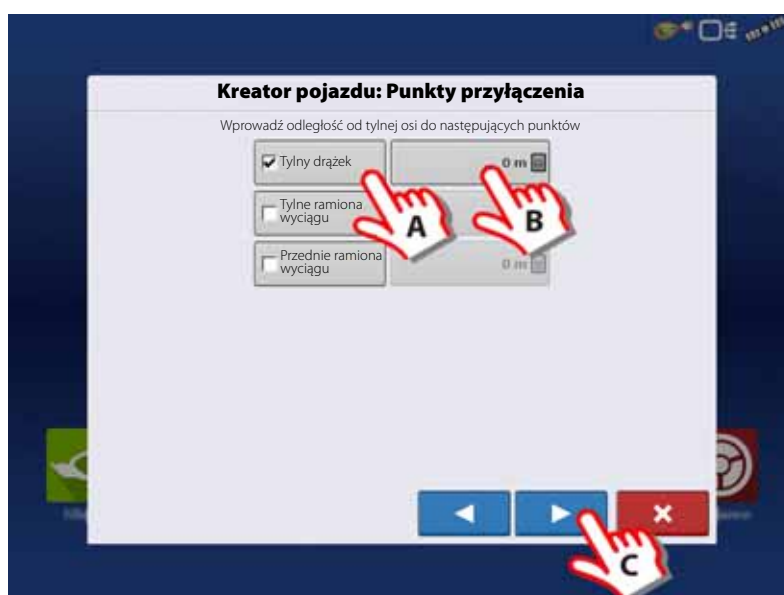 Kreator pojazdu: Punkty przyłączenia
Wprowadź odległość od tylnej osi do następujących punktów
Tylny drążek
0 m
A
B
Tylne ramiona
wyciągu
Przednie ramiona
wyciągu
0 m
C